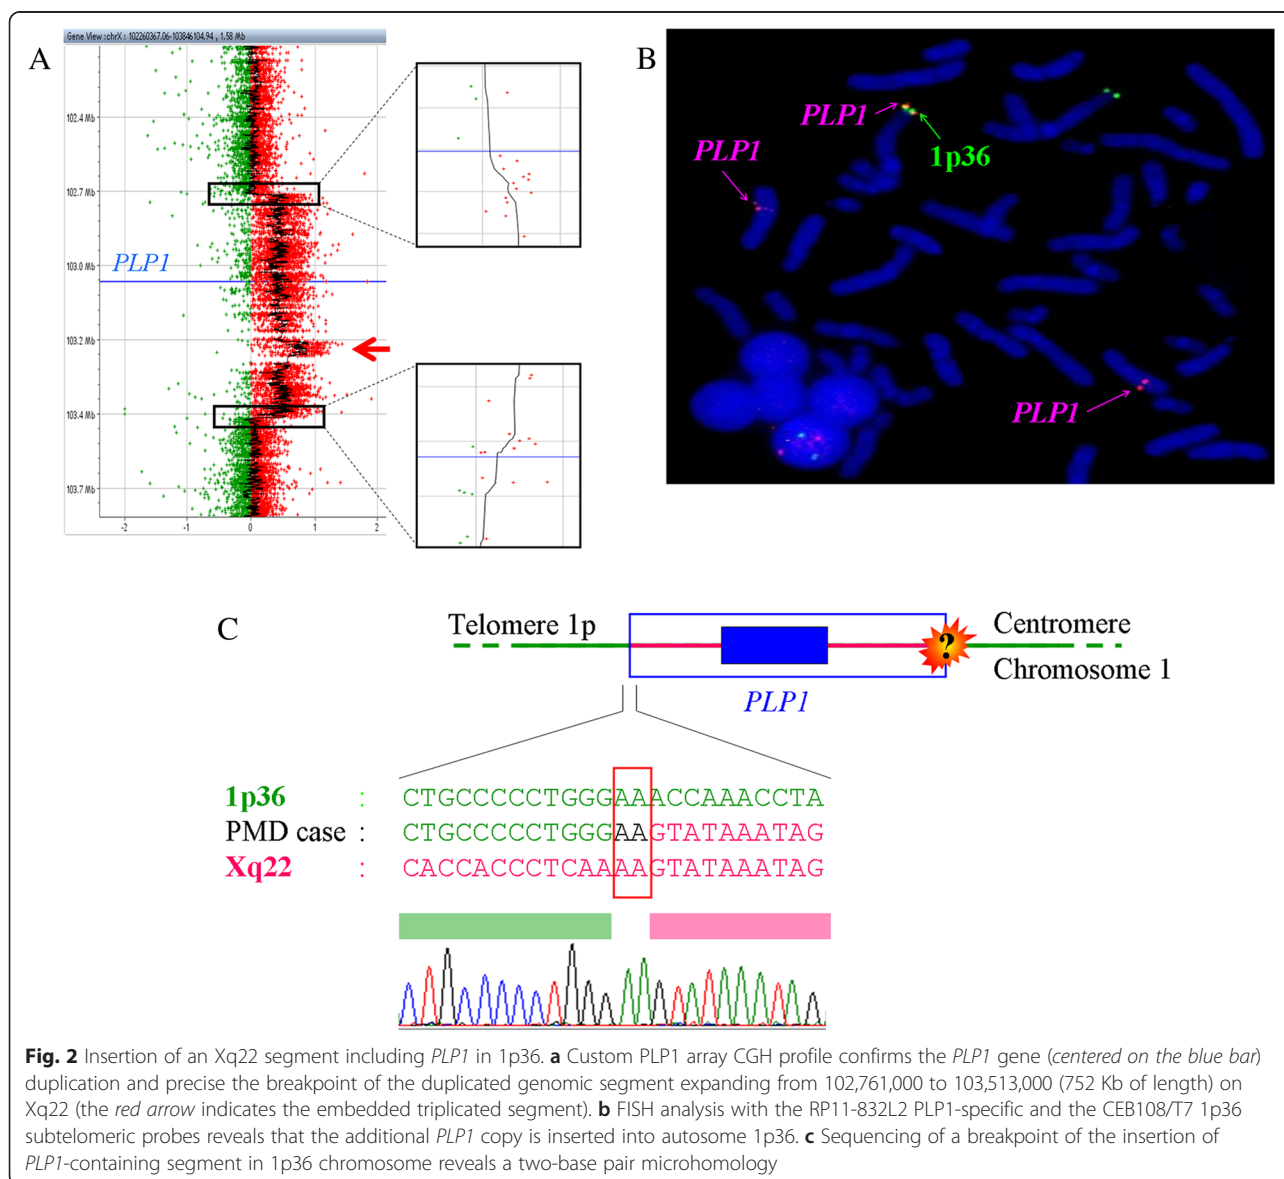 A
Gene View :chrX : 102260367.06-103846104.94 , 1.58 Mb
102.4 Mb
102.7 Mb
103.0 Mb
PLP1
103.2 Mb
103.4 Mb
103.7 Mb
-2 -1 0 1 2
B
PLP1
1p36
PLP1
PLP1
C
Telomere 1p
?
Centromere
Chromosome 1
PLP1
1p36 : CTGCCCCCTGGGAAACCAAACCTA
PMD case : CTGCCCCCTGGGAAGTATAAATAG
Xq22 : CACCACCCTCAAAAGTATAAATAG
Fig. 2 Insertion of an Xq22 segment including PLP1 in 1p36. a Custom PLP1 array CGH profile confirms the PLP1 gene (centered on the blue bar)
duplication and precise the breakpoint of the duplicated genomic segment expanding from 102,761,000 to 103,513,000 (752 Kb of length) on
Xq22 (the red arrow indicates the embedded triplicated segment). b FISH analysis with the RP11-832L2 PLP1-specific and the CEB108/T7 1p36
subtelomeric probes reveals that the additional PLP1 copy is inserted into autosome 1p36. c Sequencing of a breakpoint of the insertion of
PLP1-containing segment in 1p36 chromosome reveals a two-base pair microhomology